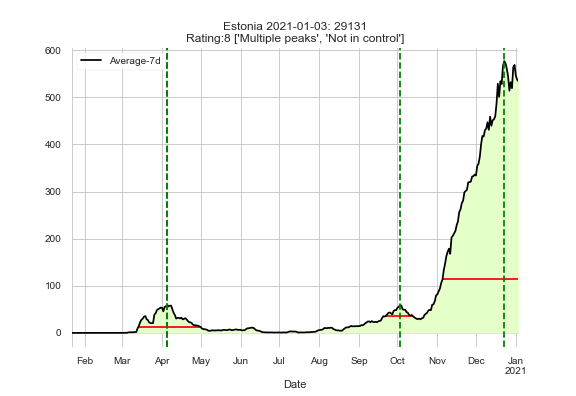 Estonia 2021-01-03: 29131
Rating:8 ['Multiple peaks', 'Not in control']
Average-7d
600
500
400
300
200
100
0
Feb Mar Apr May Jun Jul Aug Sep Oct Nov Dec Jan
2021
Date